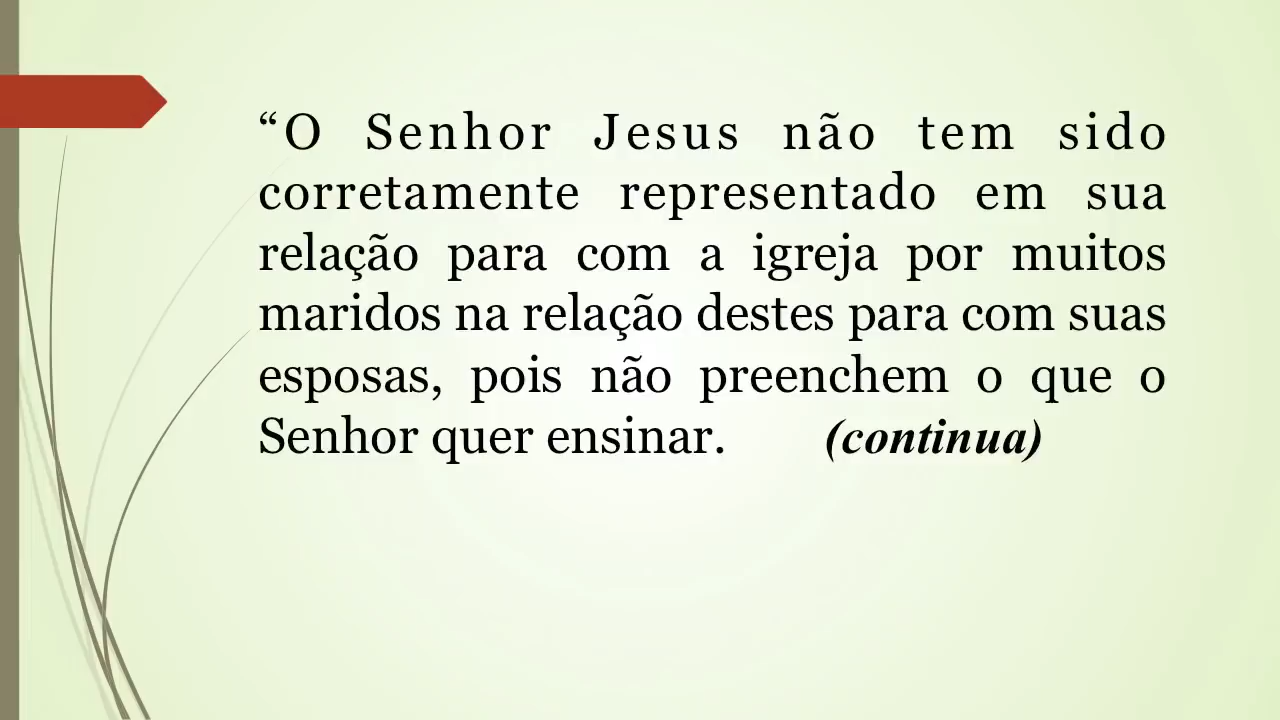 “O Senhor Jesus não tem sido
corretamente representado em sua
relação para com a igreja por muitos
maridos na relação destes para com suas
esposas, pois não preenchem o que o
Senhor quer ensinar. (continua)